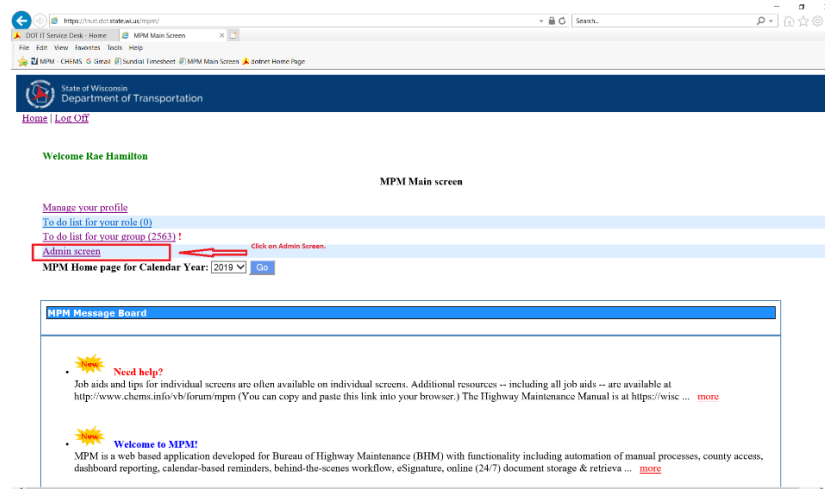 https://trust.dot.state.wi.us/mpm/
Search...
DOT IT Service Desk - Home
MPM Main Screen
File Edit View Favorites Tools Help
MPM - CHEMS G Gmail Sundial Timesheet MPM Main Screen dotnet Home Page
State of Wisconsin
Department of Transportation
Home | Log Off
Welcome Rae Hamilton
MPM Main screen
Manage your profile
To do list for your role (0)
To do list for your group (2563) !
Admin screen
Click on Admin Screen.
MPM Home page for Calendar Year: 2019 Go
MPM Message Board
New
Need help?
Job aids and tips for individual screens are often available on individual screens. Additional resources -- including all job aids -- are available at
http://www.chems.info/vb/forum/mpm (You can copy and paste this link into your browser.) The Highway Maintenance Manual is at https://wisc ... more
New
Welcome to MPM!
MPM is a web based application developed for Bureau of Highway Maintenance (BHM) with functionality including automation of manual processes, county access,
dashboard reporting, calendar-based reminders, behind-the-scenes workflow, eSignature, online (24/7) document storage & retrieva ... more